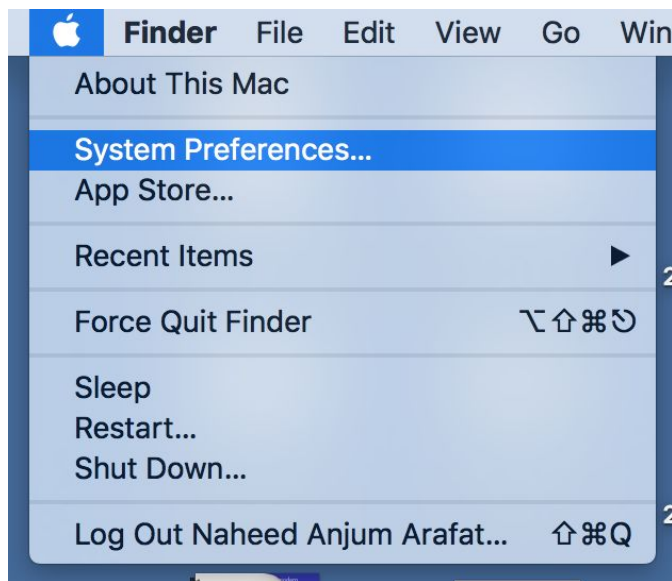 Finder File Edit View Go
About This Mac
System Preferences...
App Store...
Recent Items ▶
Force Quit Finder ⌥⇧⌘⎋
Sleep
Restart...
Shut Down...
Log Out Naheed Anjum Arafat... ⇧⌘Q